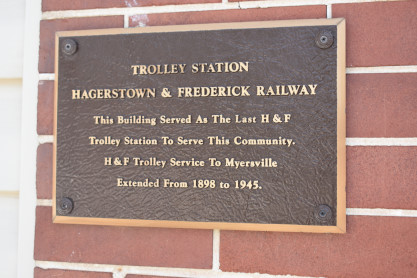 TROLLEY STATION
HAGERSTOWN & FREDERICK RAILWAY
This Building Served As The Last H & F
Trolley Station To Serve This Community.
H & F Trolley Service To Myersville
Extended From 1898 to 1945.